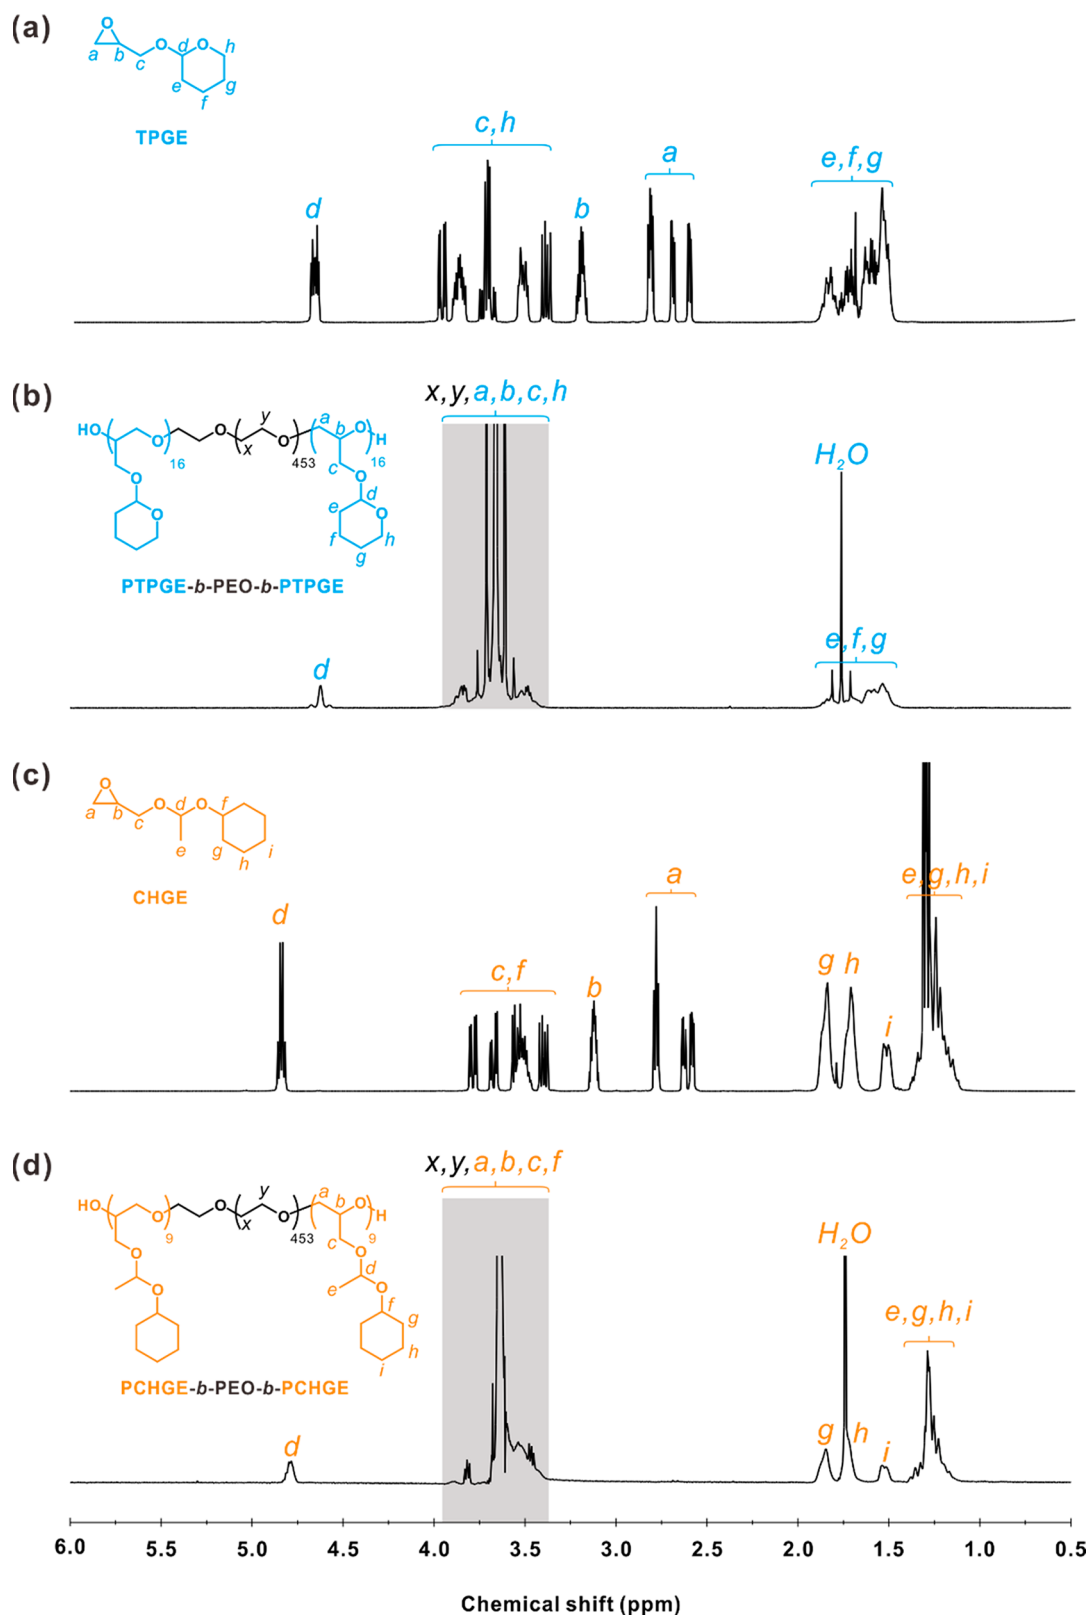 (a)
O
O
d
O
h
a
b
c
e
g
f
TPGE
d
c,h
b
a
e,f,g
(b)
HO
O
16
O
O
x
y
O
453
a
b
O
H
16
c
O
O
O
d
e
O
f
h
g
PTPGE-b-PEO-b-PTPGE
x,y,a,b,c,h
H2O
d
e,f,g
(c)
O
O
d
O
f
a
b
c
e
g
h
i
CHGE
d
c,f
b
a
g
h
i
e,g,h,i
(d)
HO
O
9
O
O
x
y
O
453
a
b
O
H
9
c
O
O
d
O
e
O
f
g
h
i
PCHGE-b-PEO-b-PCHGE
x,y,a,b,c,f
H2O
d
g
h
i
e,g,h,i
6.0 5.5 5.0 4.5 4.0 3.5 3.0 2.5 2.0 1.5 1.0 0.5
Chemical shift (ppm)